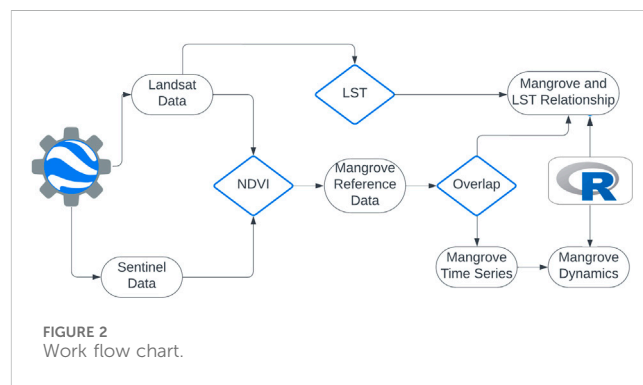 Landsat
Data
LST
Mangrove and
LST Relationship
NDVI
Mangrove
Reference
Data
Overlap
R
Sentinel
Data
Mangrove
Time Series
Mangrove
Dynamics
FIGURE 2
Work flow chart.